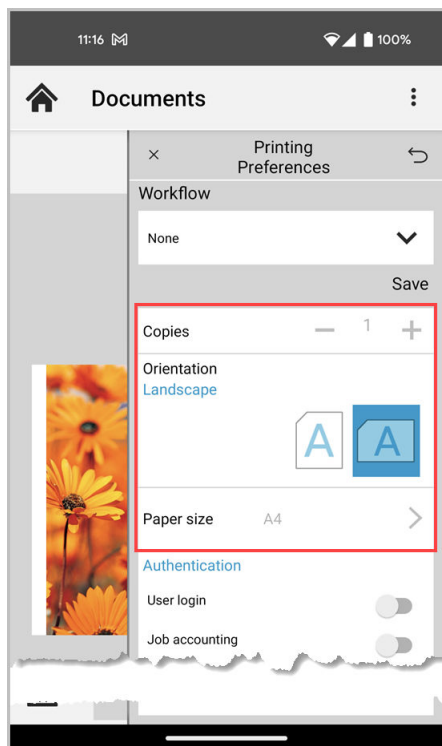 11:16 100%
Documents
Printing
Preferences
Workflow
None
Save
Copies 1
Orientation
Landscape
A A
Paper size A4
Authentication
User login
Job accounting